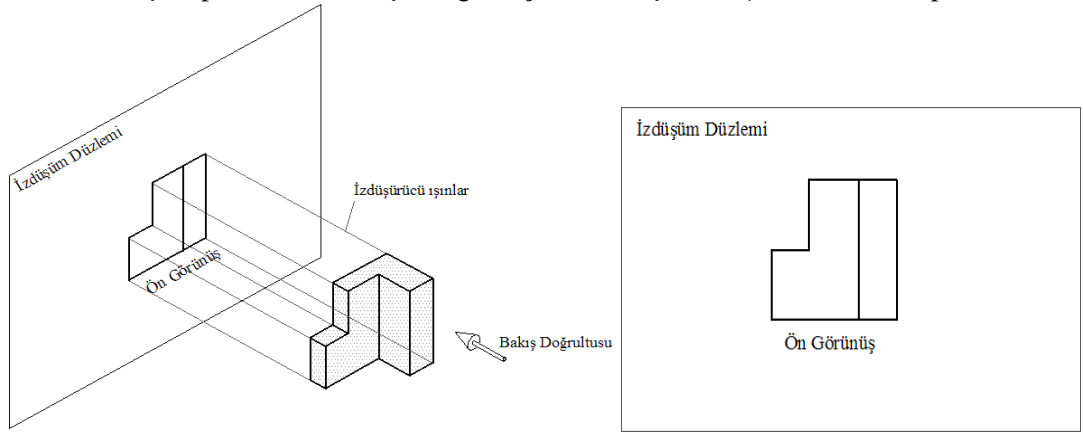 İzdüşüm Düzlemi
Ön Görünüş
İzdüşürücü ışınlar
Bakış Doğrultusu
İzdüşüm Düzlemi
Ön Görünüş